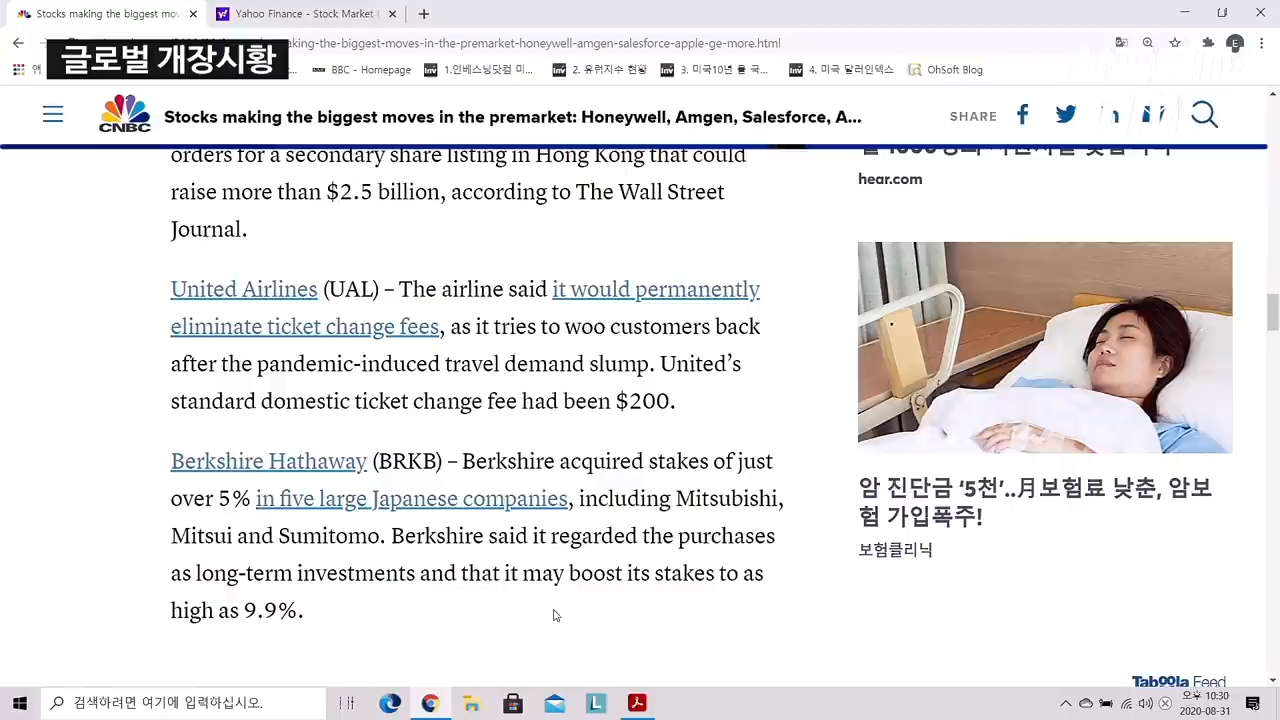 Stocks making the biggest mov
Yahoo Finance - Stock Market
글로벌 개장시황
aking-the-biggest-moves-in-the-premarket-honeywell-amgen-salesforce-apple-ge-more.
BBC - Homepage
1.인베스팅닷컴 미...
2. 유럽지수 현황
3. 미국10년 물 국...
4. 미국 달러인덱스
OhSoft Blog
CNBC
Stocks making the biggest moves in the premarket: Honeywell, Amgen, Salesforce, A...
SHARE
orders for a secondary share listing in Hong Kong that could
raise more than $2.5 billion, according to The Wall Street
Journal.
United Airlines (UAL) – The airline said it would permanently
eliminate ticket change fees, as it tries to woo customers back
after the pandemic-induced travel demand slump. United’s
standard domestic ticket change fee had been $200.
Berkshire Hathaway (BRKB) – Berkshire acquired stakes of just
over 5% in five large Japanese companies, including Mitsubishi,
Mitsui and Sumitomo. Berkshire said it regarded the purchases
as long-term investments and that it may boost its stakes to as
high as 9.9%.
hear.com
암 진단금 ‘5천’..月보험료 낮춘, 암보
험 가입폭주!
보험클리닉
Taboola Feed
검색하려면 여기에 입력하십시오.
오후 10:30
2020-08-31